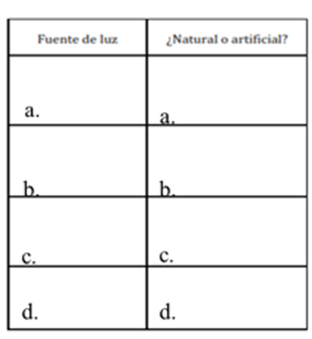 Fuente de luz ¿Natural o artificial?
a. a.
b. b.
c. c.
d. d.